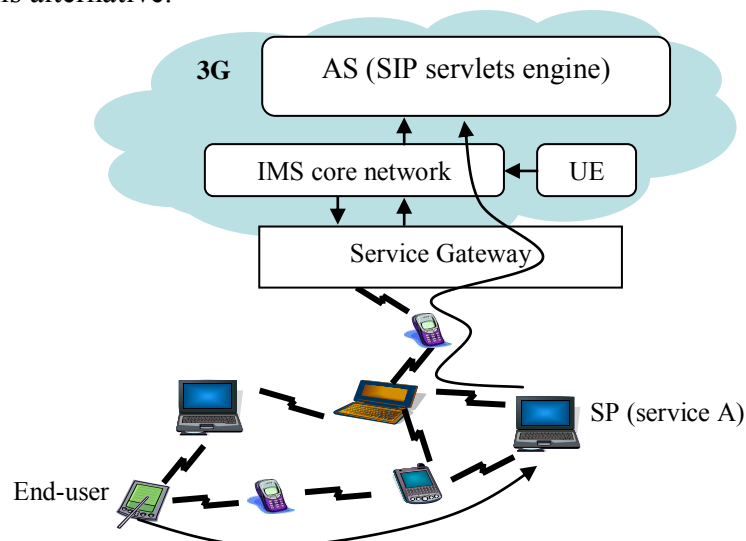 is alternative.
3G
AS (SIP servlets engine)
IMS core network
UE
Service Gateway
SP (service A)
End-user